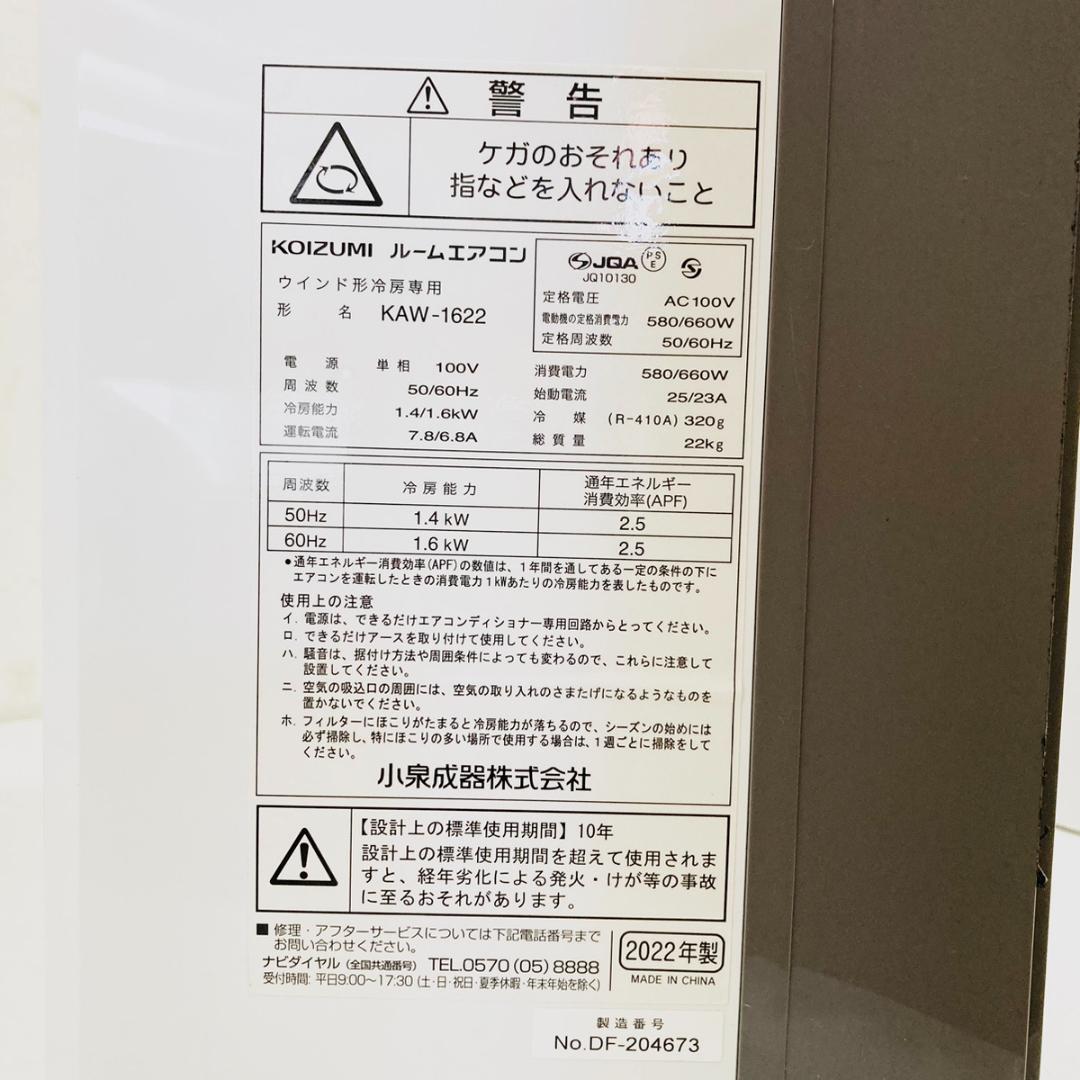 警告
ケガのおそれあり
指などを入れないこと
KOIZUMI ルームエアコン
ウインド形冷房専用
形名 KAW-1622
JQA PS E S
JQ10130
定格電圧 AC100V
電動機の定格消費電力 580/660W
定格周波数 50/60Hz
電源 単相 100V
周波数 50/60Hz
冷房能力 1.4/1.6kW
運転電流 7.8/6.8A
消費電力 580/660W
始動電流 25/23A
冷媒 (R-410A) 320g
総質量 22kg
周波数 冷房能力 通年エネルギー
消費効率(APF)
50Hz 1.4 kW 2.5
60Hz 1.6 kW 2.5
●通年エネルギー消費効率(APF)の数値は、1年間を通してある一定の条件の下に
エアコンを運転したときの消費電力1kWあたりの冷房能力を表したものです。
使用上の注意
イ. 電源は、できるだけエアコンディショナー専用回路からとってください。
ロ. できるだけアースを取り付けて使用してください。
ハ. 騒音は、据付け方法や周囲条件によっても変わるので、これらに注意して
設置してください。
ニ. 空気の吸込口の周囲には、空気の取り入れのさまたげになるようなものを
置かないでください。
ホ. フィルターにほこりがたまると冷房能力が落ちるので、シーズンの始めには
必ず掃除し、特にほこりの多い場所で使用する場合は、1週ごとに掃除をして
ください。
小泉成器株式会社
【設計上の標準使用期間】10年
設計上の標準使用期間を超えて使用されま
すと、経年劣化による発火・けが等の事故
に至るおそれがあります。
■修理・アフターサービスについては下記電話番号まで
お問い合わせください。
ナビダイヤル (全国共通番号) TEL.0570 (05) 8888
受付時間: 平日9:00〜17:30 (土・日・祝日・夏季休暇・年末年始を除く)
2022年製
MADE IN CHINA
製造番号
No.DF-204673